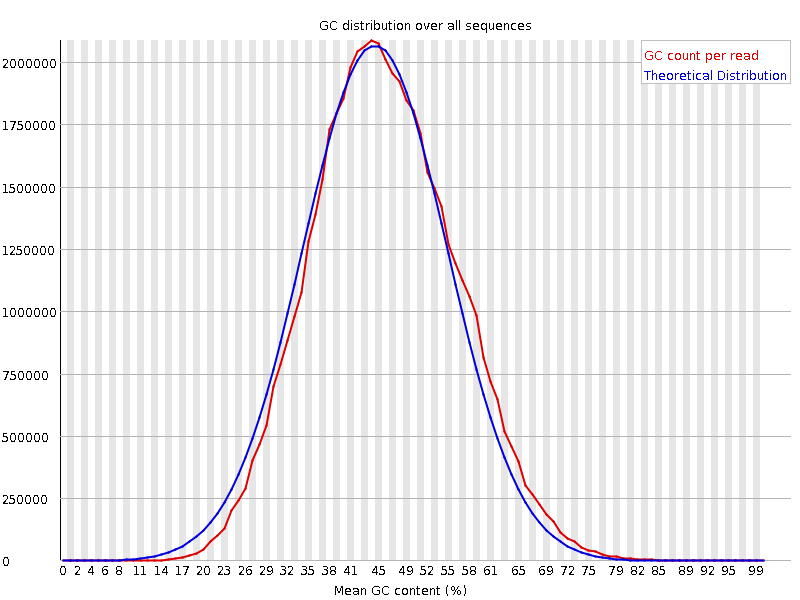 GC distribution over all sequences
GC count per read
Theoretical Distribution
2000000
1750000
1500000
1250000
1000000
750000
500000
250000
0
0 2 4 6 8 11 14 17 20 23 26 29 32 35 38 41 45 49 52 55 58 61 65 69 72 75 79 82 85 89 92 95 99
Mean GC content (%)